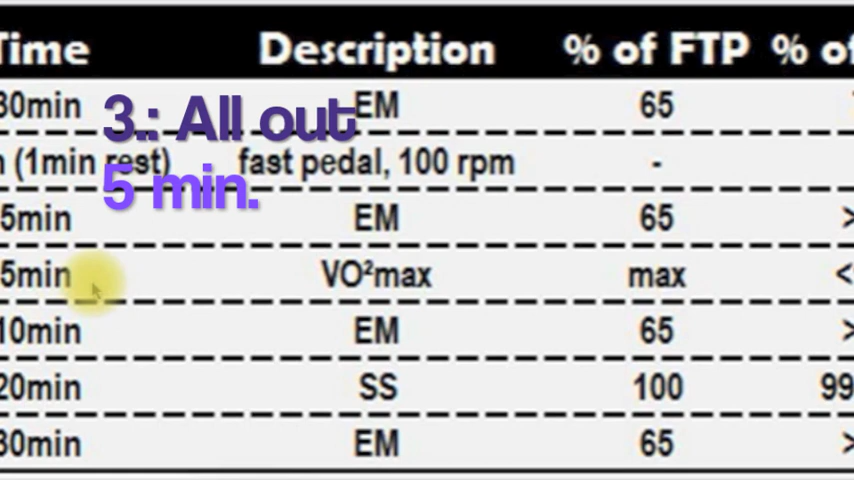 Time Description % of FTP % of
30min EM 65
(1min rest) fast pedal, 100 rpm -
5min EM 65 >
5min VO²max max <
10min EM 65 >
20min SS 100 99
30min EM 65 >
3.: All out
5 min.